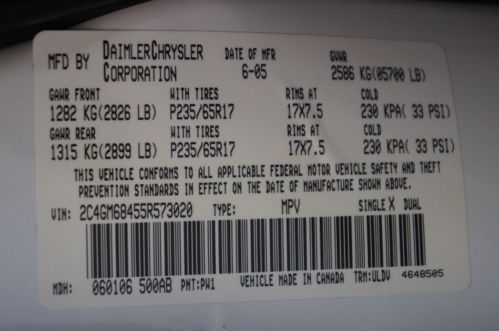 MFD BY DAIMLERCHRYSLER CORPORATION DATE OF MFR 6-05 GVWR 2586 KG(05700 LB)
GAWR FRONT WITH TIRES RIMS AT COLD
1282 KG(2826 LB) P235/65R17 17X7.5 230 KPA( 33 PSI)
GAWR REAR WITH TIRES RIMS AT COLD
1315 KG(2899 LB) P235/65R17 17X7.5 230 KPA( 33 PSI)
THIS VEHICLE CONFORMS TO ALL APPLICABLE FEDERAL MOTOR VEHICLE SAFETY AND THEFT
PREVENTION STANDARDS IN EFFECT ON THE DATE OF MANUFACTURE SHOWN ABOVE.
VIN: 2C4GM68455R573020 TYPE: MPV SINGLE X DUAL
MDH: 060106 500AB PNT:PW1 VEHICLE MADE IN CANADA TRM:ULDV 4648505